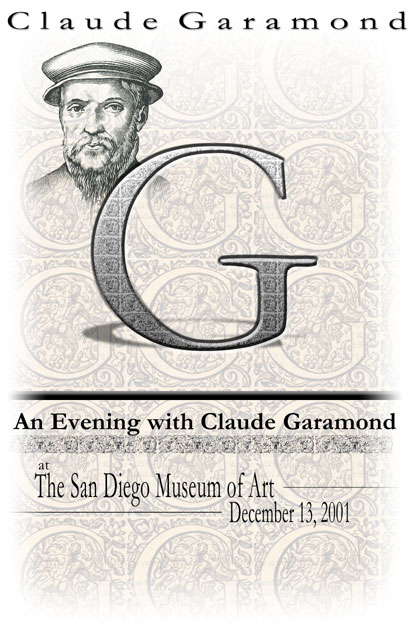 Claude Garamond
G
An Evening with Claude Garamond
at
The San Diego Museum of Art
December 13, 2001